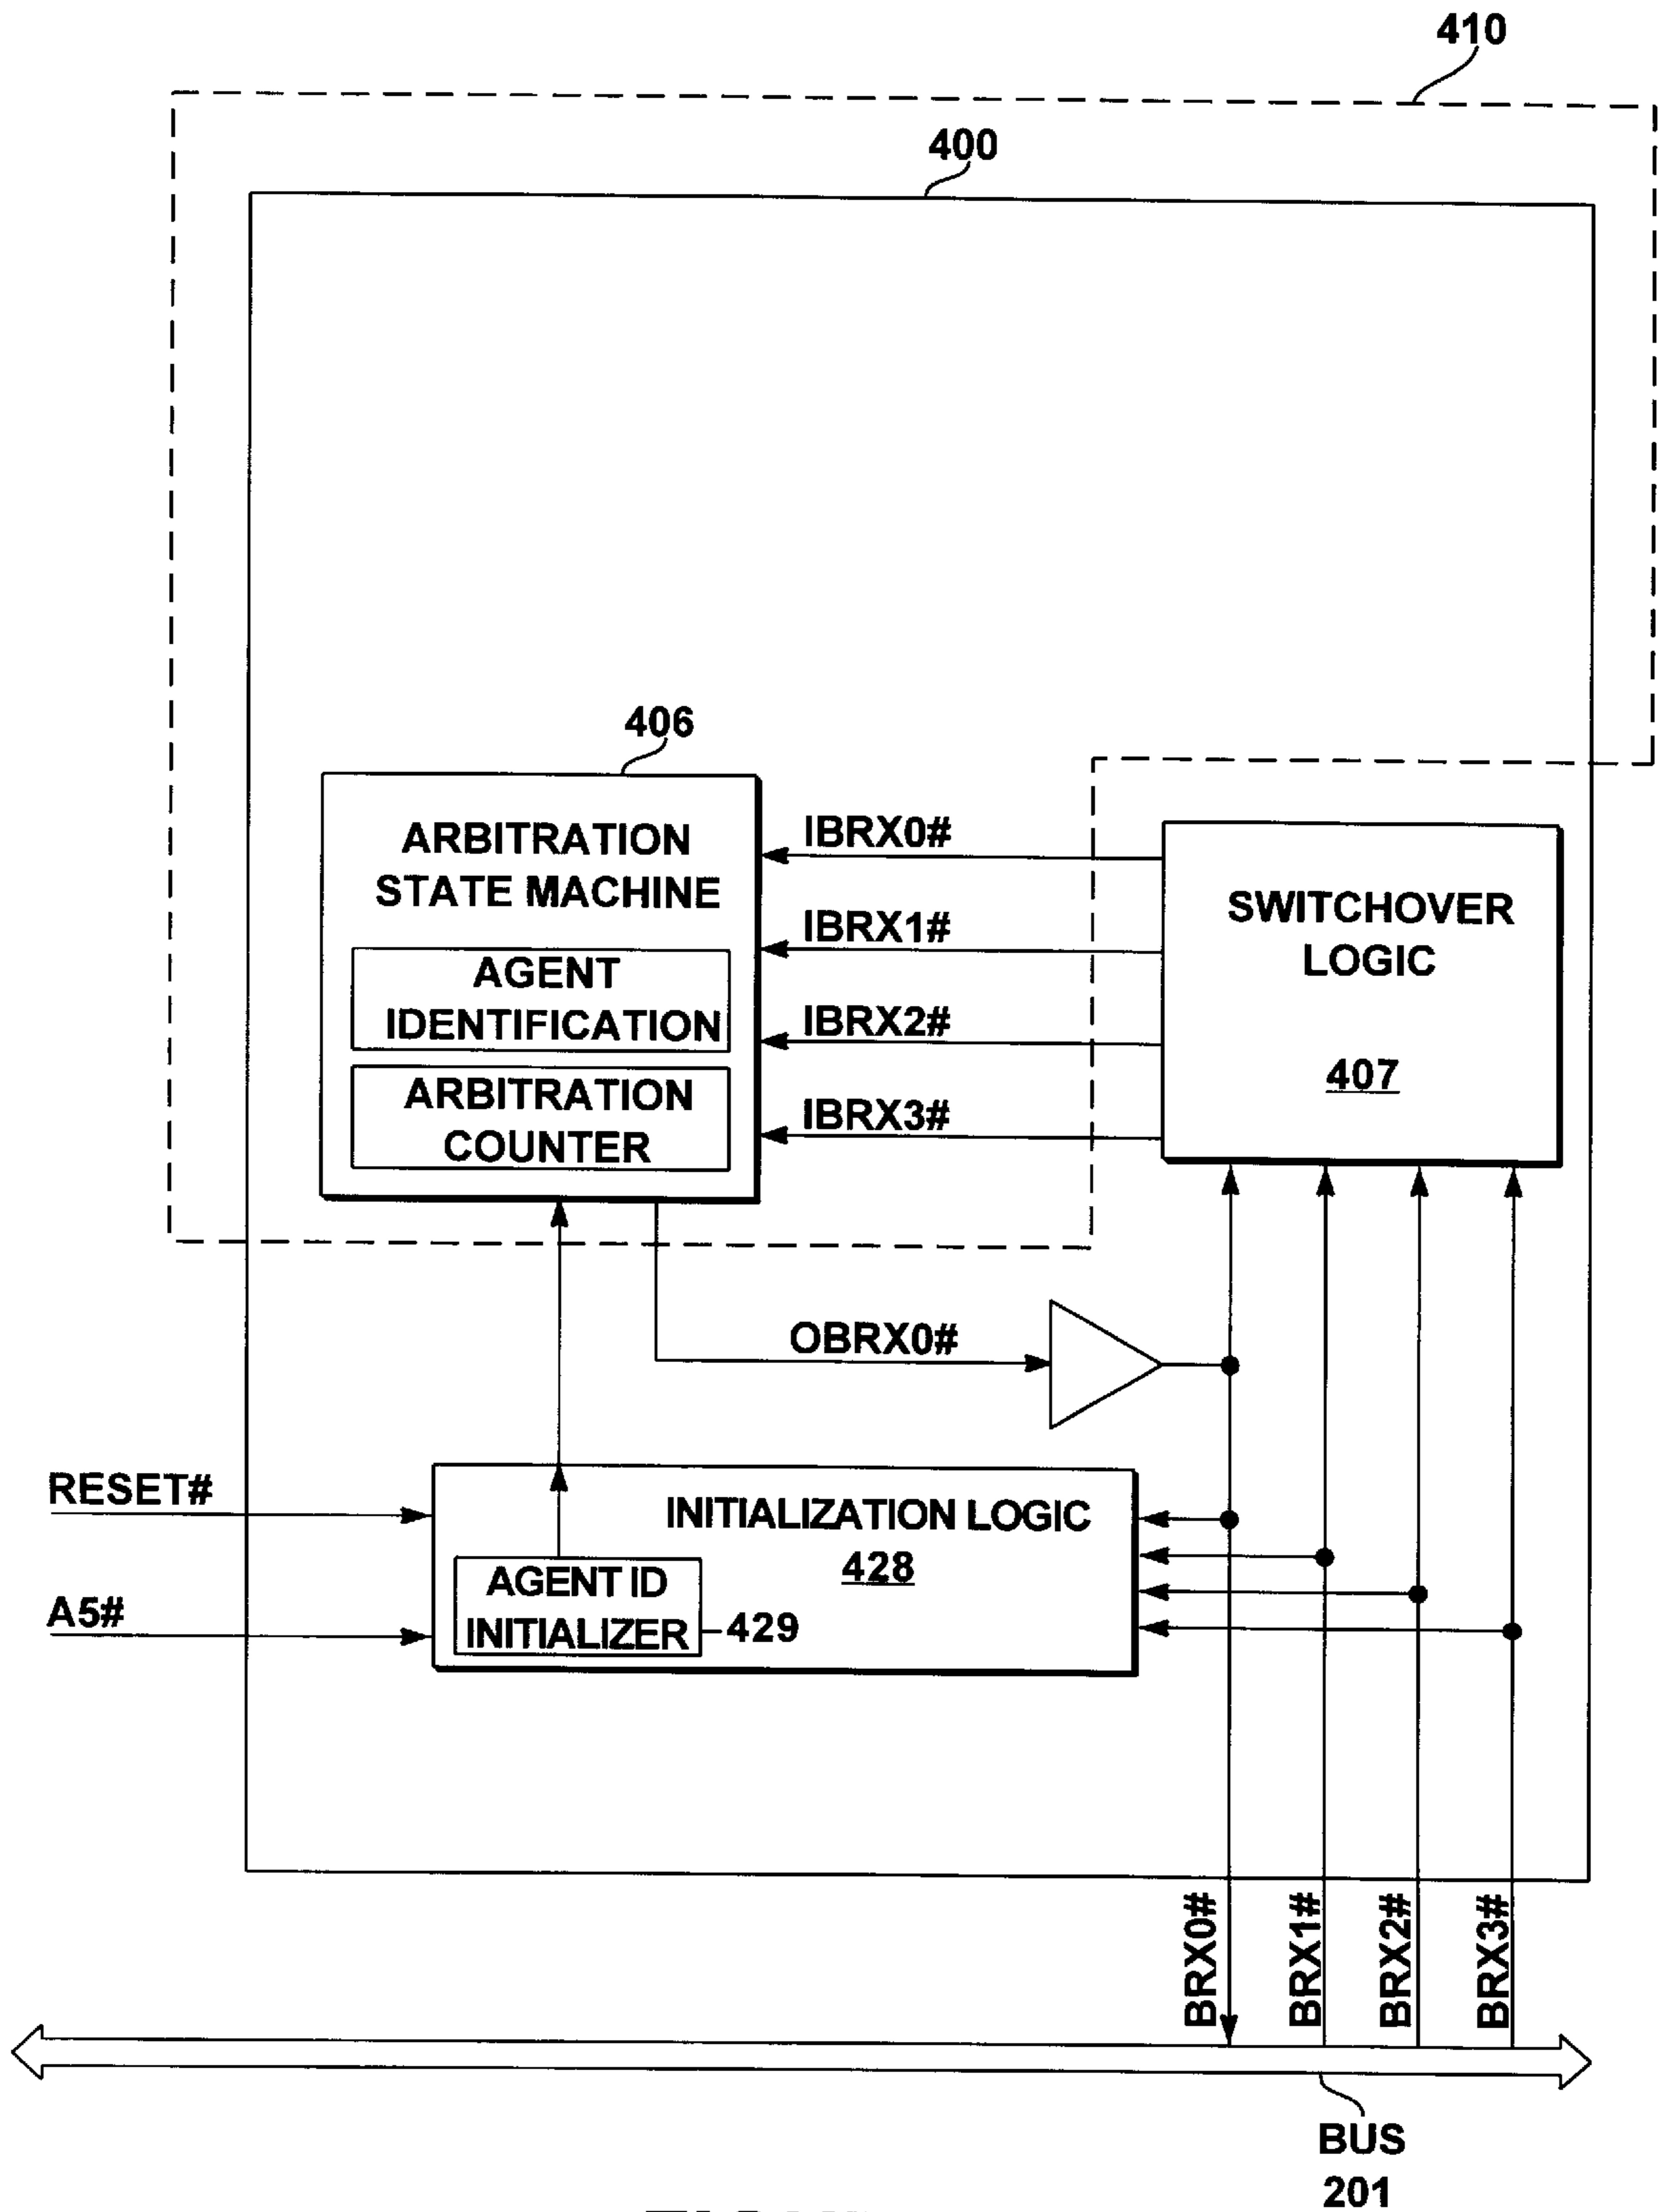 410
400
406
ARBITRATION
STATE MACHINE
AGENT
IDENTIFICATION
ARBITRATION
COUNTER
IBRX0#
IBRX1#
IBRX2#
IBRX3#
SWITCHOVER
LOGIC
407
OBRX0#
RESET#
A5#
INITIALIZATION LOGIC
428
AGENT ID
INITIALIZER
429
BRX0#
BRX1#
BRX2#
BRX3#
BUS
201